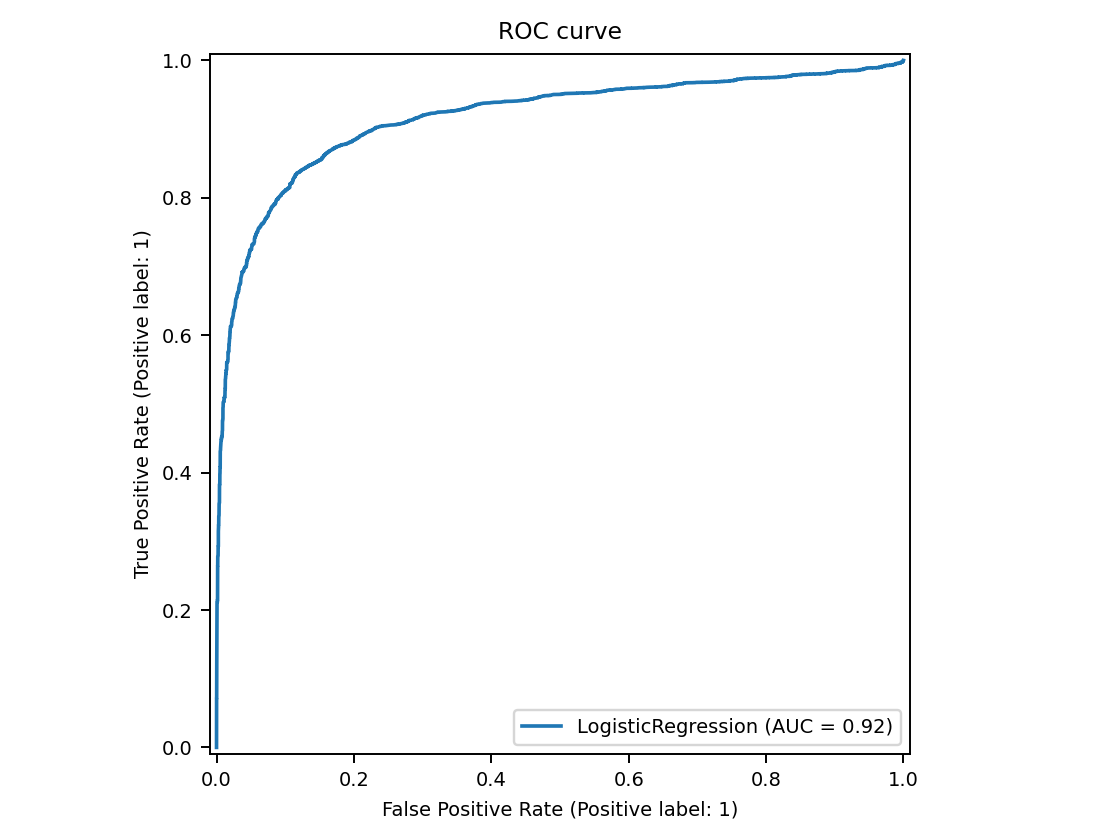 ROC curve
True Positive Rate (Positive label: 1)
1.0
0.8
0.6
0.4
0.2
0.0
LogisticRegression (AUC = 0.92)
0.0 0.2 0.4 0.6 0.8 1.0
False Positive Rate (Positive label: 1)